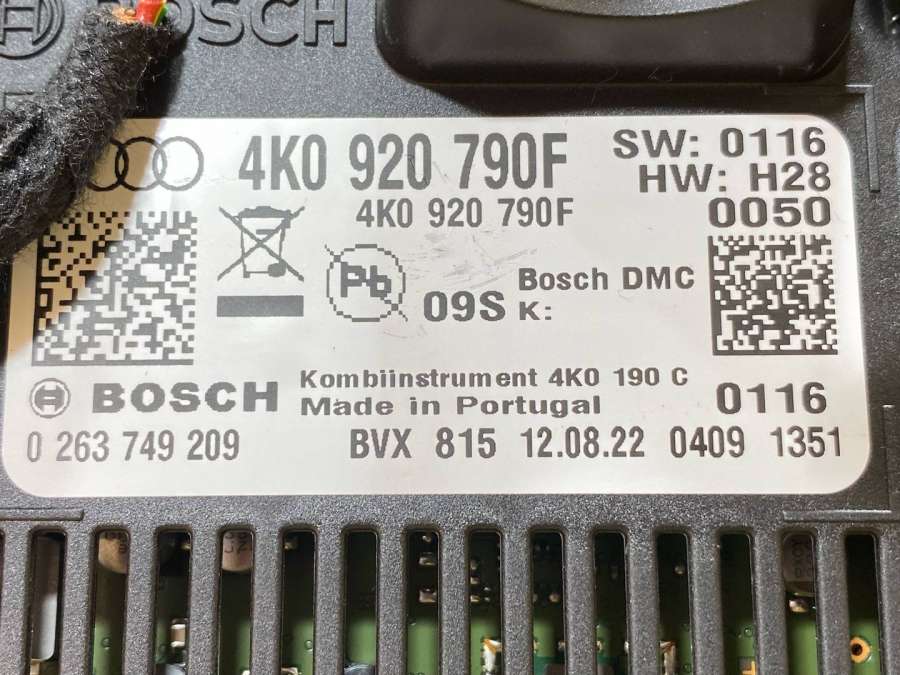 BOSCH
4K0 920 790F
SW: 0116
HW: H28
4K0 920 790F
0050
Pb
09S
Bosch DMC
K:
BOSCH
Kombiinstrument 4K0 190 C
Made in Portugal
0116
0 263 749 209
BVX 815 12.08.22 0409 1351